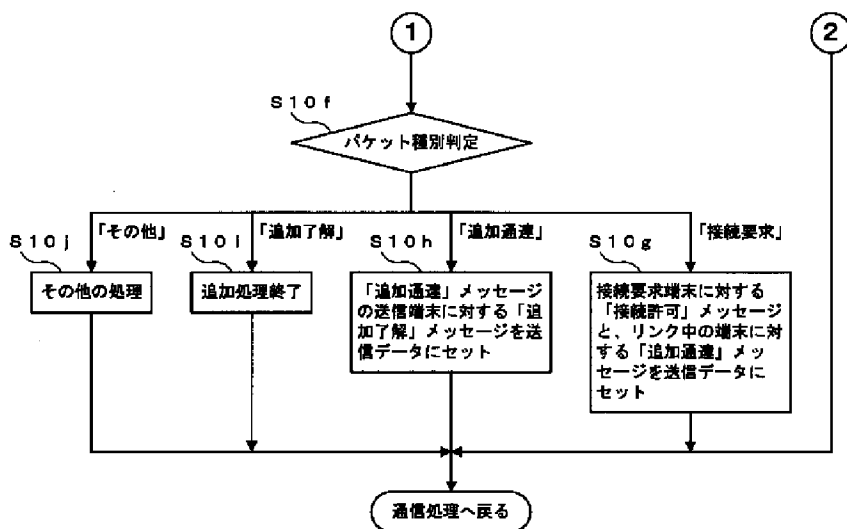 1
2
S10f
パケット種別判定
「その他」
「追加了解」
「追加通達」
「接続要求」
S10j
S10i
S10h
S10g
その他の処理
追加処理終了
「追加通達」メッセージ
の送信端末に対する「追
加了解」メッセージを送
信データにセット
接続要求端末に対する
「接続許可」メッセージ
と、リンク中の端末に対
する「追加通達」メッ
セージを送信データに
セット
通信処理へ戻る